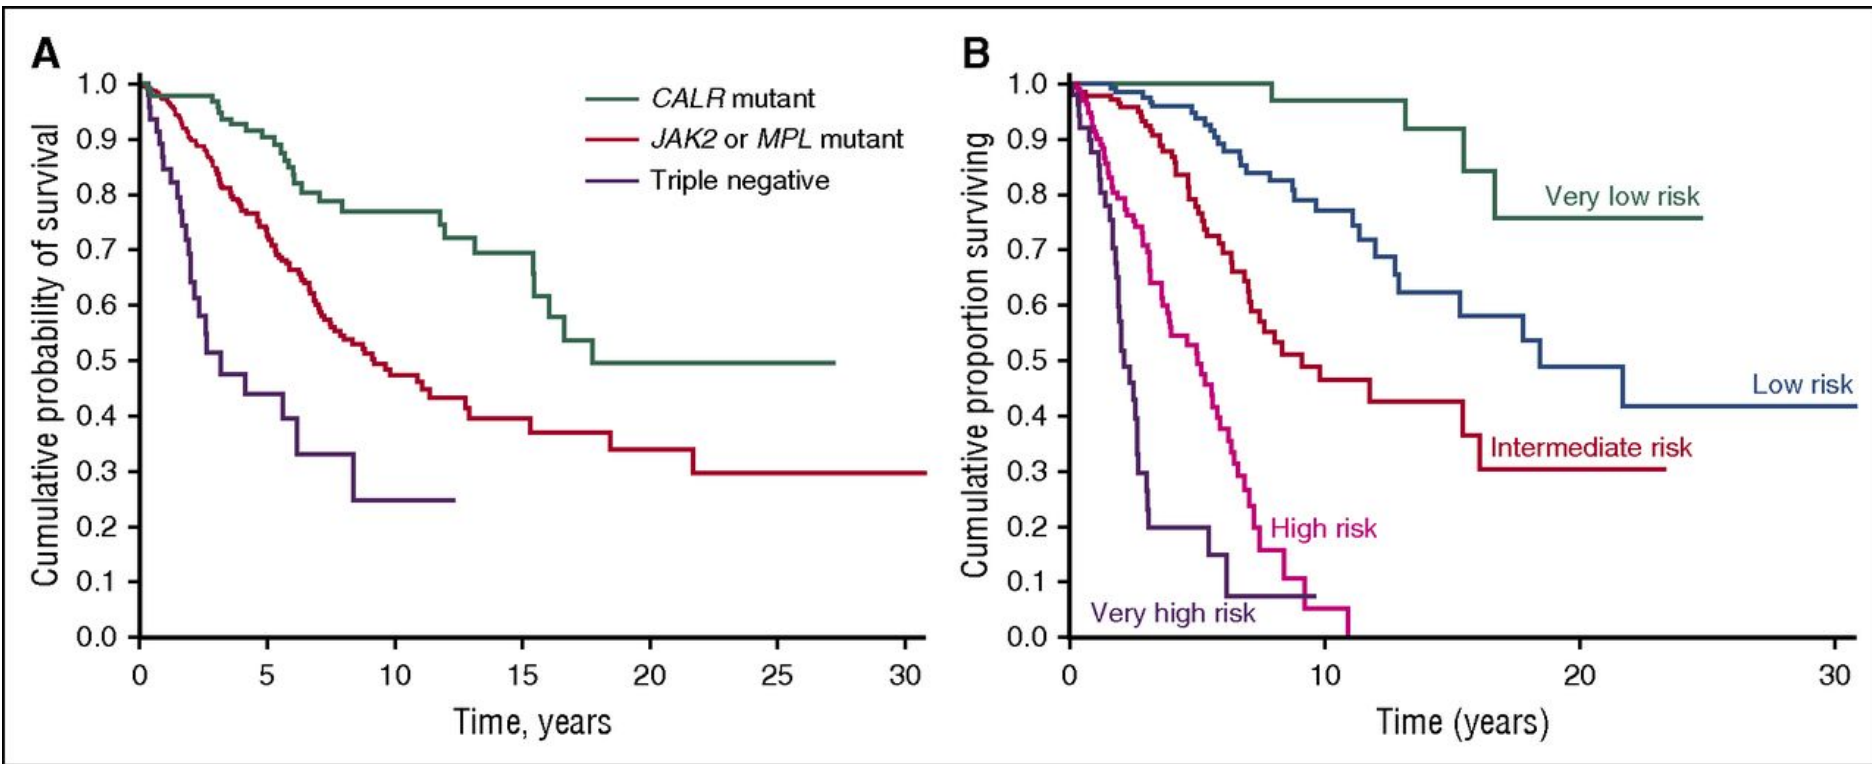 A
Cumulative probability of survival
1.0
0.9
0.8
0.7
0.6
0.5
0.4
0.3
0.2
0.1
0.0
0 5 10 15 20 25 30
Time, years
CALR mutant
JAK2 or MPL mutant
Triple negative
B
Cumulative proportion surviving
1.0
0.9
0.8
0.7
0.6
0.5
0.4
0.3
0.2
0.1
0.0
0 10 20 30
Time (years)
Very low risk
Low risk
Intermediate risk
High risk
Very high risk